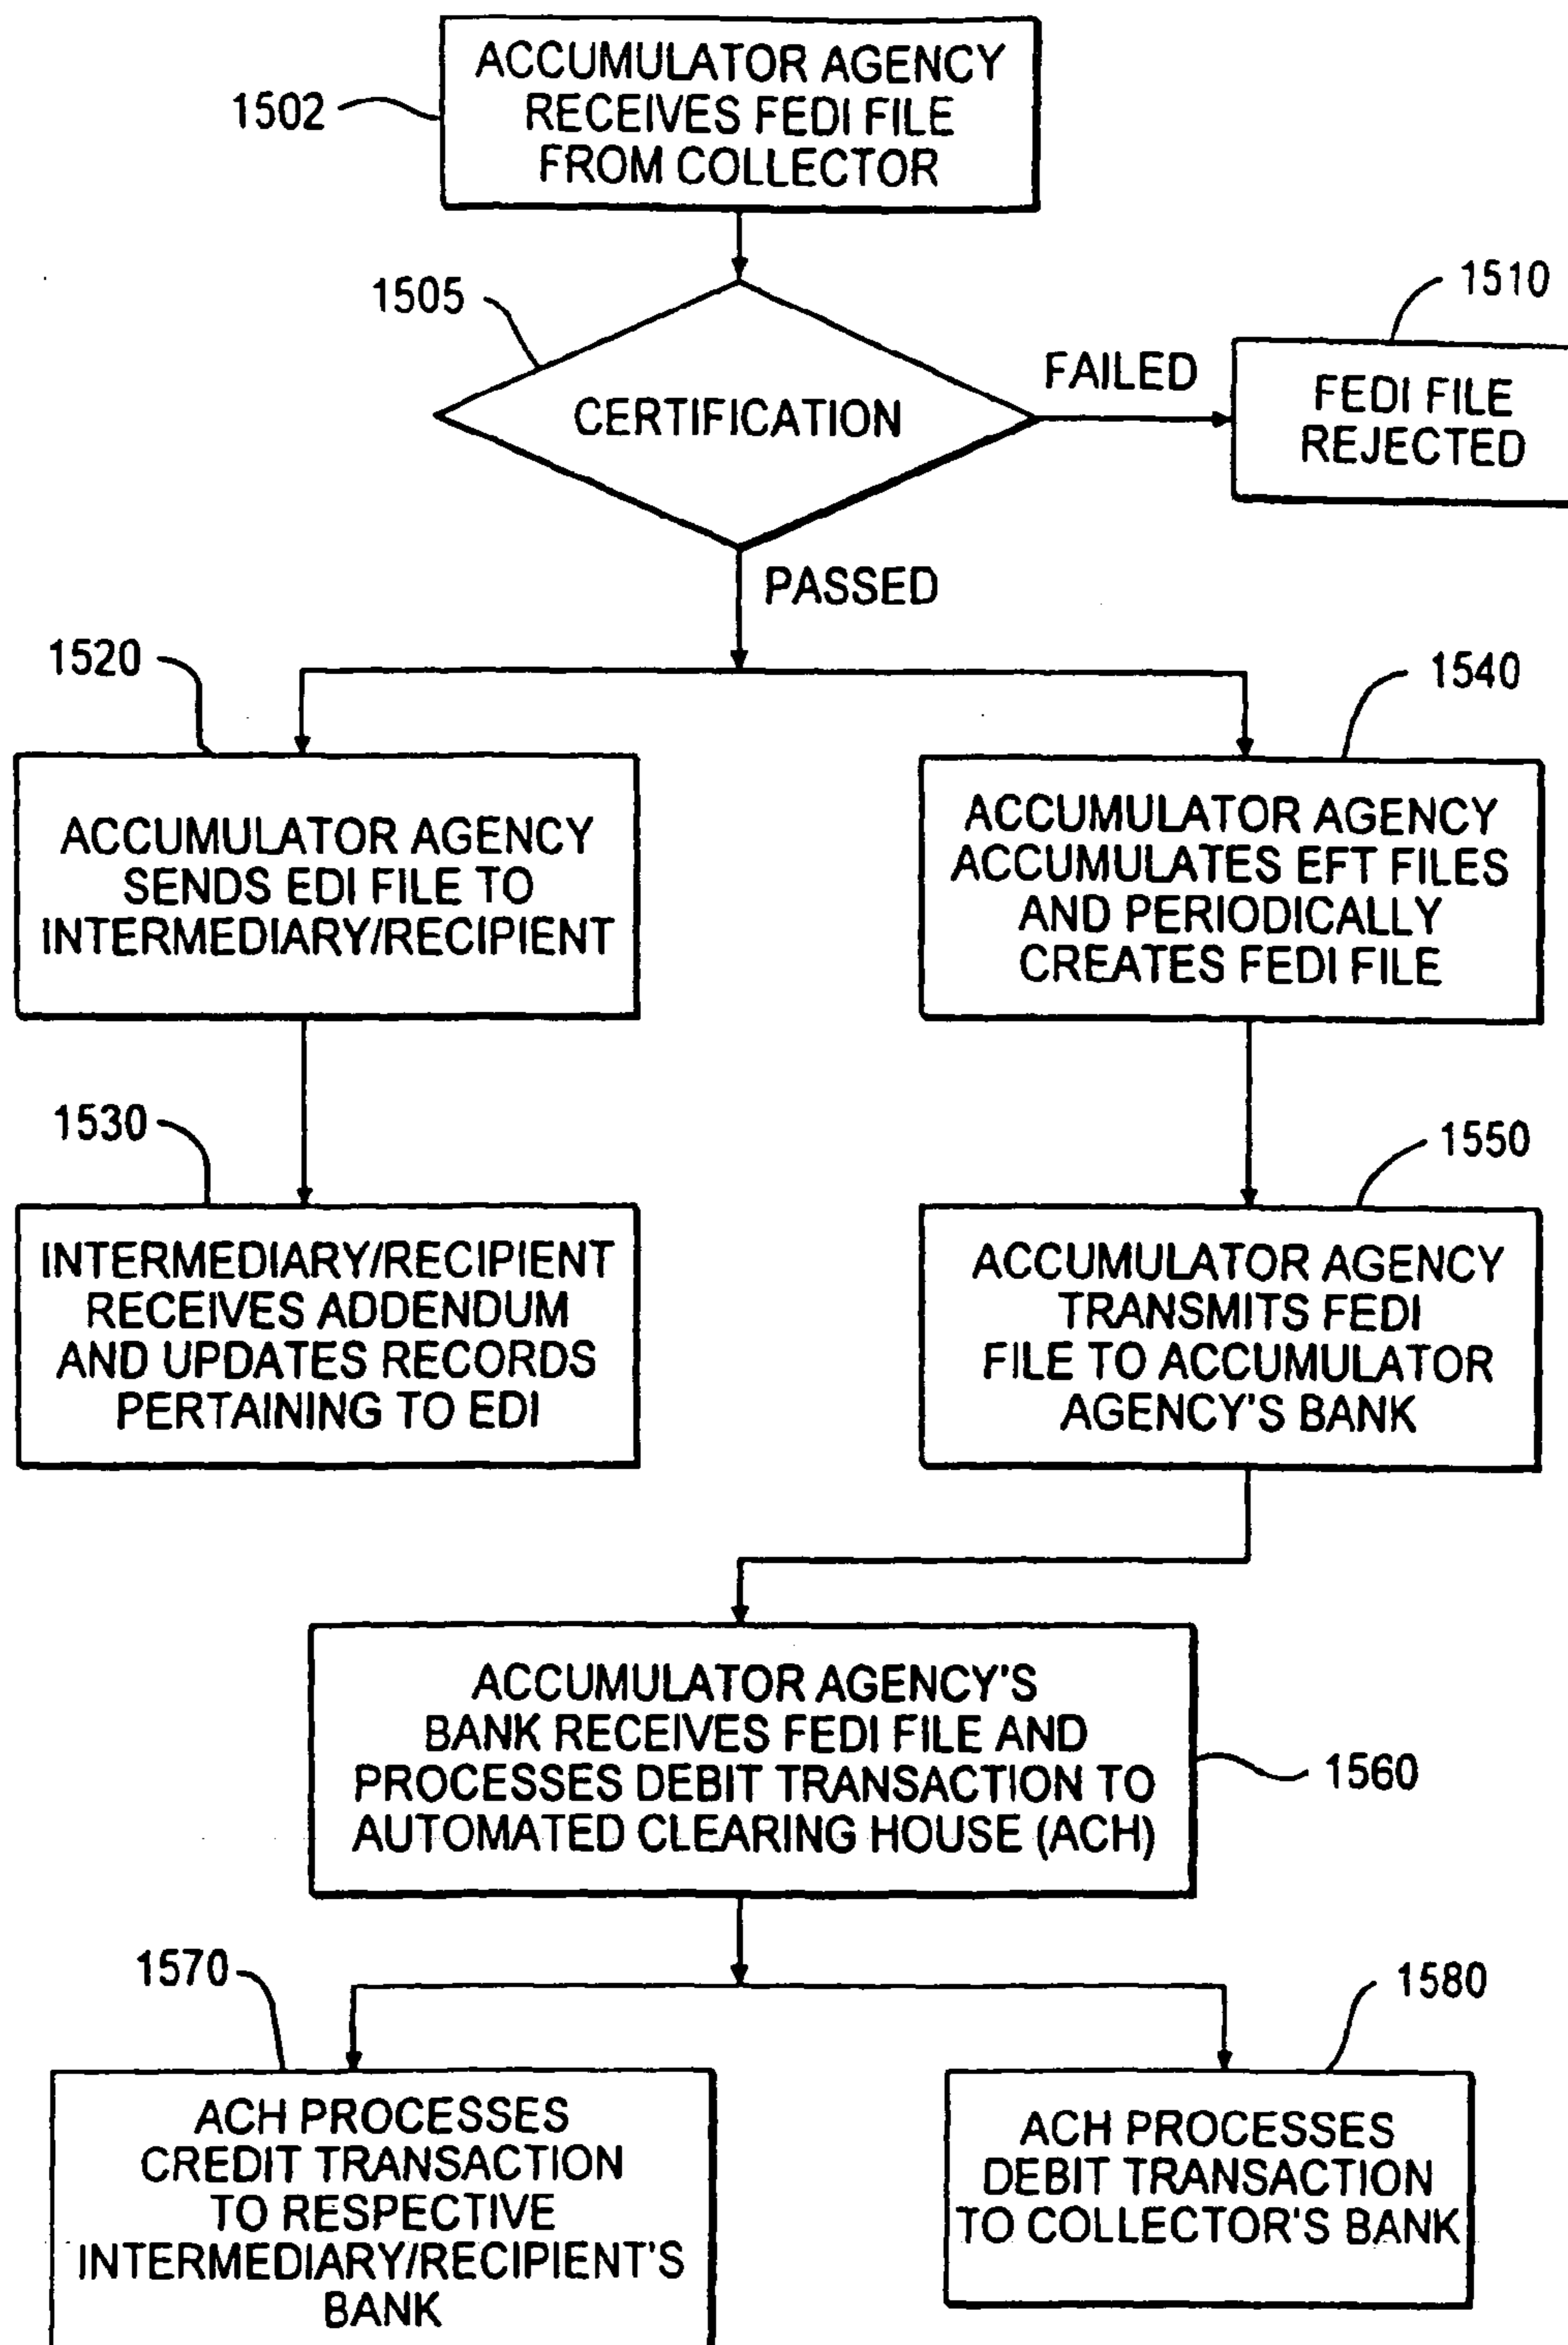 1502
ACCUMULATOR AGENCY
RECEIVES FEDI FILE
FROM COLLECTOR
1505
CERTIFICATION
FAILED
1510
FEDI FILE
REJECTED
PASSED
1520
ACCUMULATOR AGENCY
SENDS EDI FILE TO
INTERMEDIARY/RECIPIENT
1540
ACCUMULATOR AGENCY
ACCUMULATES EFT FILES
AND PERIODICALLY
CREATES FEDI FILE
1530
INTERMEDIARY/RECIPIENT
RECEIVES ADDENDUM
AND UPDATES RECORDS
PERTAINING TO EDI
1550
ACCUMULATOR AGENCY
TRANSMITS FEDI
FILE TO ACCUMULATOR
AGENCY'S BANK
ACCUMULATOR AGENCY'S
BANK RECEIVES FEDI FILE AND
PROCESSES DEBIT TRANSACTION TO
AUTOMATED CLEARING HOUSE (ACH)
1560
1570
ACH PROCESSES
CREDIT TRANSACTION
TO RESPECTIVE
INTERMEDIARY/RECIPIENT'S
BANK
1580
ACH PROCESSES
DEBIT TRANSACTION
TO COLLECTOR'S BANK